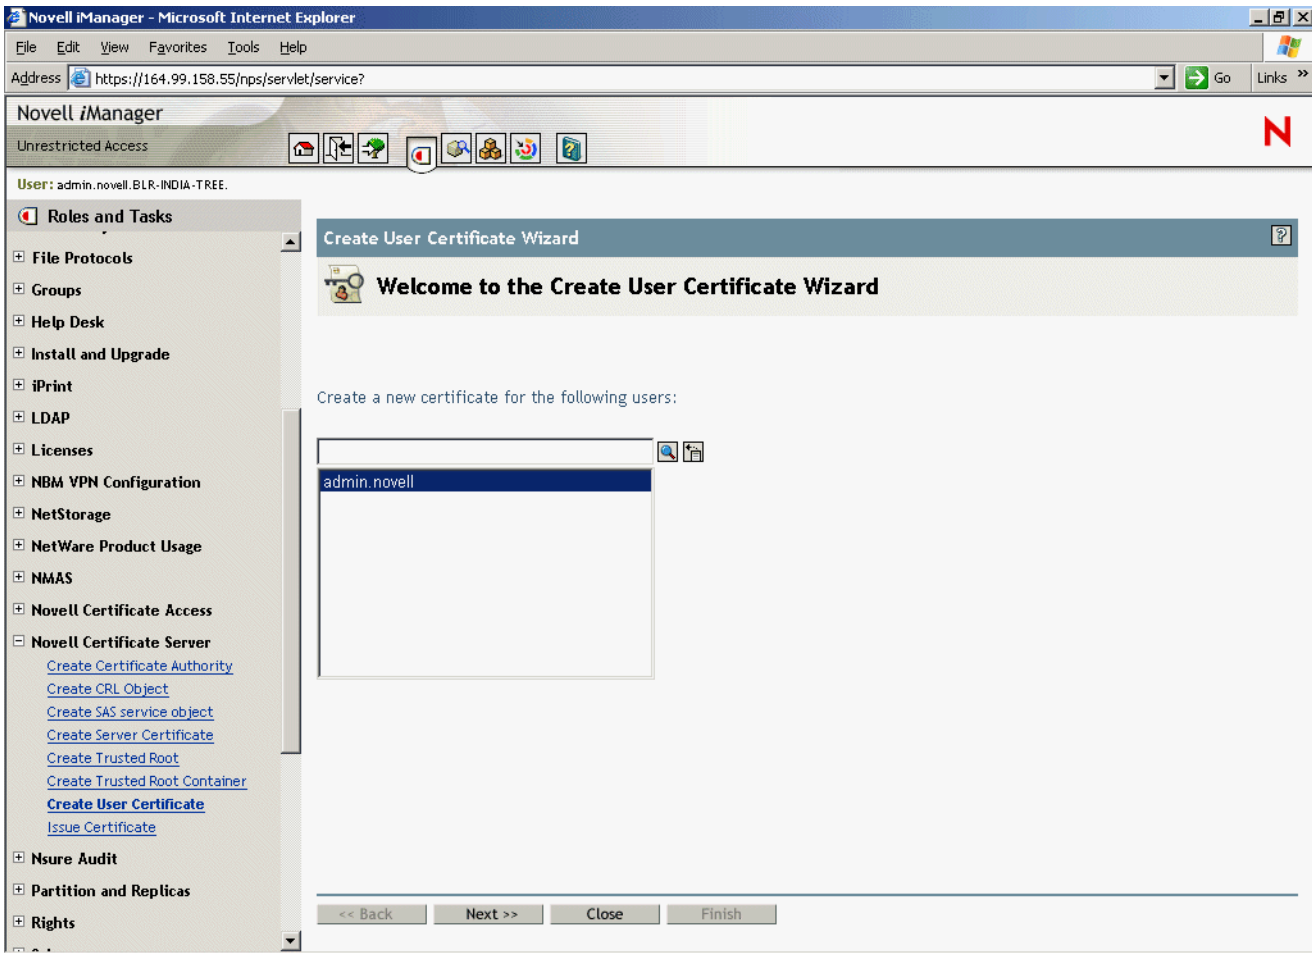 Novell iManager - Microsoft Internet Explorer
File Edit View Favorites Tools Help
Address https://164.99.158.55/nps/servlet/service? Go Links »
Novell iManager
Unrestricted Access
N
User: admin.novell.BLR-INDIA-TREE.
Roles and Tasks
File Protocols
Groups
Help Desk
Install and Upgrade
iPrint
LDAP
Licenses
NBM VPN Configuration
NetStorage
NetWare Product Usage
NMAS
Novell Certificate Access
Novell Certificate Server
Create Certificate Authority
Create CRL Object
Create SAS service object
Create Server Certificate
Create Trusted Root
Create Trusted Root Container
Create User Certificate
Issue Certificate
Nsure Audit
Partition and Replicas
Rights
Create User Certificate Wizard ?
Welcome to the Create User Certificate Wizard
Create a new certificate for the following users:
admin.novell
<< Back Next >> Close Finish